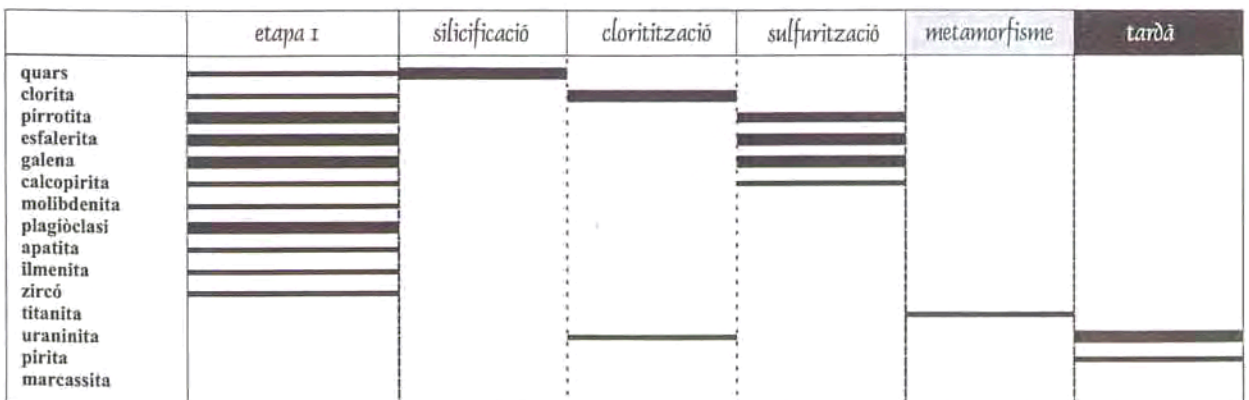 etapa I silicificació cloritització sulfurització metamorfisme tardà
quars
clorita
pirrotita
esfalerita
galena
calcopirita
molibdenita
plagiòclasi
apatita
ilmenita
zircó
titanita
uraninita
pirita
marcassita